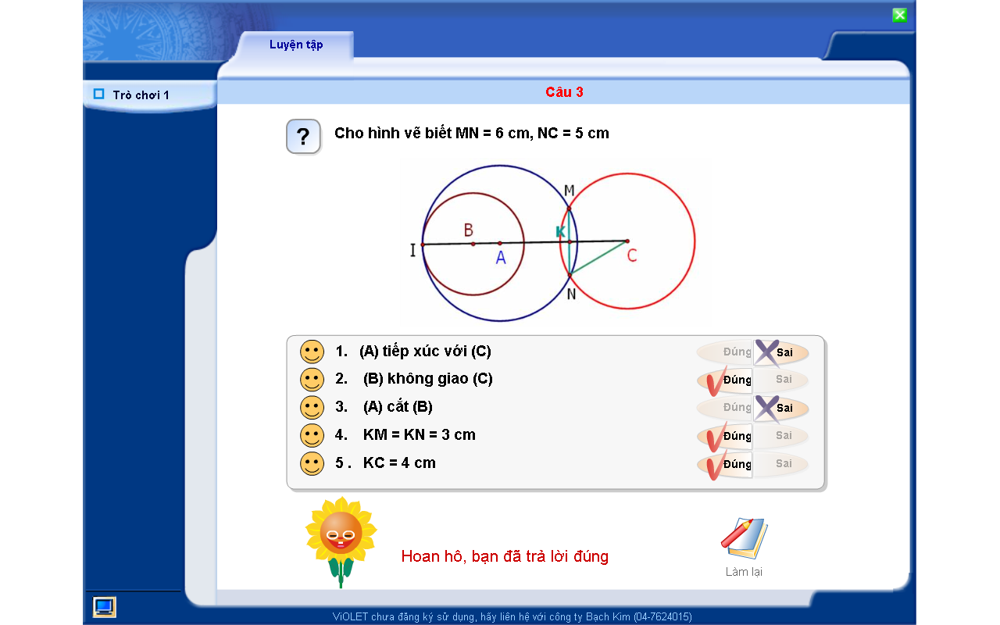 Luyện tập
Trò chơi 1
Câu 3
?
Cho hình vẽ biết MN = 6 cm, NC = 5 cm
M
B
K
I
A
C
N
1. (A) tiếp xúc với (C) Đúng Sai
2. (B) không giao (C) Đúng Sai
3. (A) cắt (B) Đúng Sai
4. KM = KN = 3 cm Đúng Sai
5 . KC = 4 cm Đúng Sai
Hoan hô, bạn đã trả lời đúng
Làm lại
ViOLET chưa đăng ký sử dụng, hãy liên hệ với công ty Bạch Kim (04-7624015)